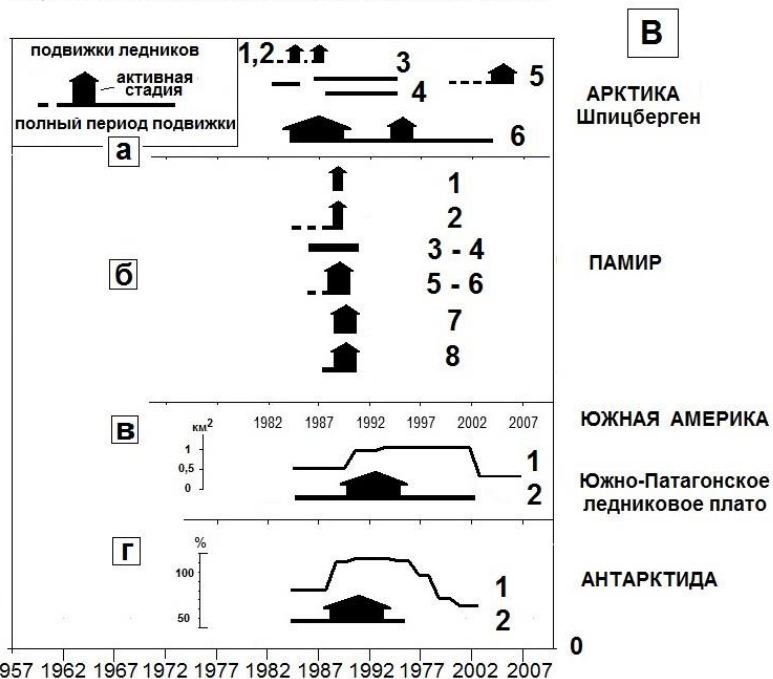 В
подвижки ледников
активная
стадия
полный период подвижки
1,2
3
4
5
6
АРКТИКА
Шпицберген
а
1
2
3 - 4
5 - 6
7
8
б
ПАМИР
в
км²
1982 1987 1992 1997 2002 2007
1
0,5
0
1
2
ЮЖНАЯ АМЕРИКА
Южно-Патагонское
ледниковое плато
г
%
100
50
1
2
АНТАРКТИДА
0
957 1962 1967 1972 1977 1982 1987 1992 1977 2002 2007